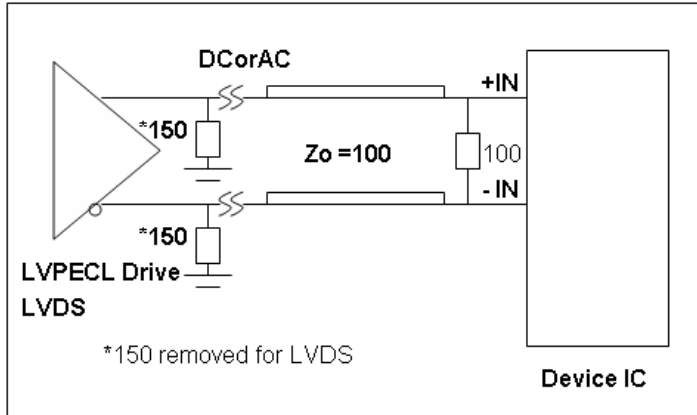 DCorAC
+IN
*150
Zo =100
100
-IN
*150
LVPECL Drive
LVDS
*150 removed for LVDS
Device IC